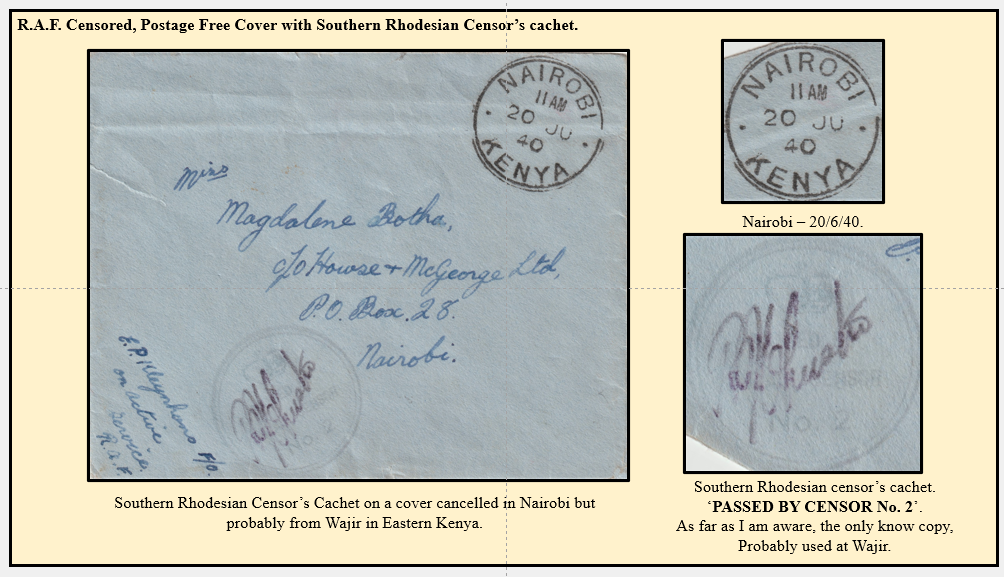 R.A.F. Censored, Postage Free Cover with Southern Rhodesian Censor's cachet.
NAIROBI
11 AM
20 JU
40
KENYA
Miss
Magdalene Botha,
c/o Howse & McGeorge Ltd,
P.O. Box. 28.
Nairobi.
E.P. Kleynhans F/O.
on active
service.
R.A.F.
No 2
Southern Rhodesian Censor's Cachet on a cover cancelled in Nairobi but
probably from Wajir in Eastern Kenya.
NAIROBI
11 AM
20 JU
40
KENYA
Nairobi – 20/6/40.
No 2
Southern Rhodesian censor's cachet.
'PASSED BY CENSOR No. 2'.
As far as I am aware, the only know copy,
Probably used at Wajir.